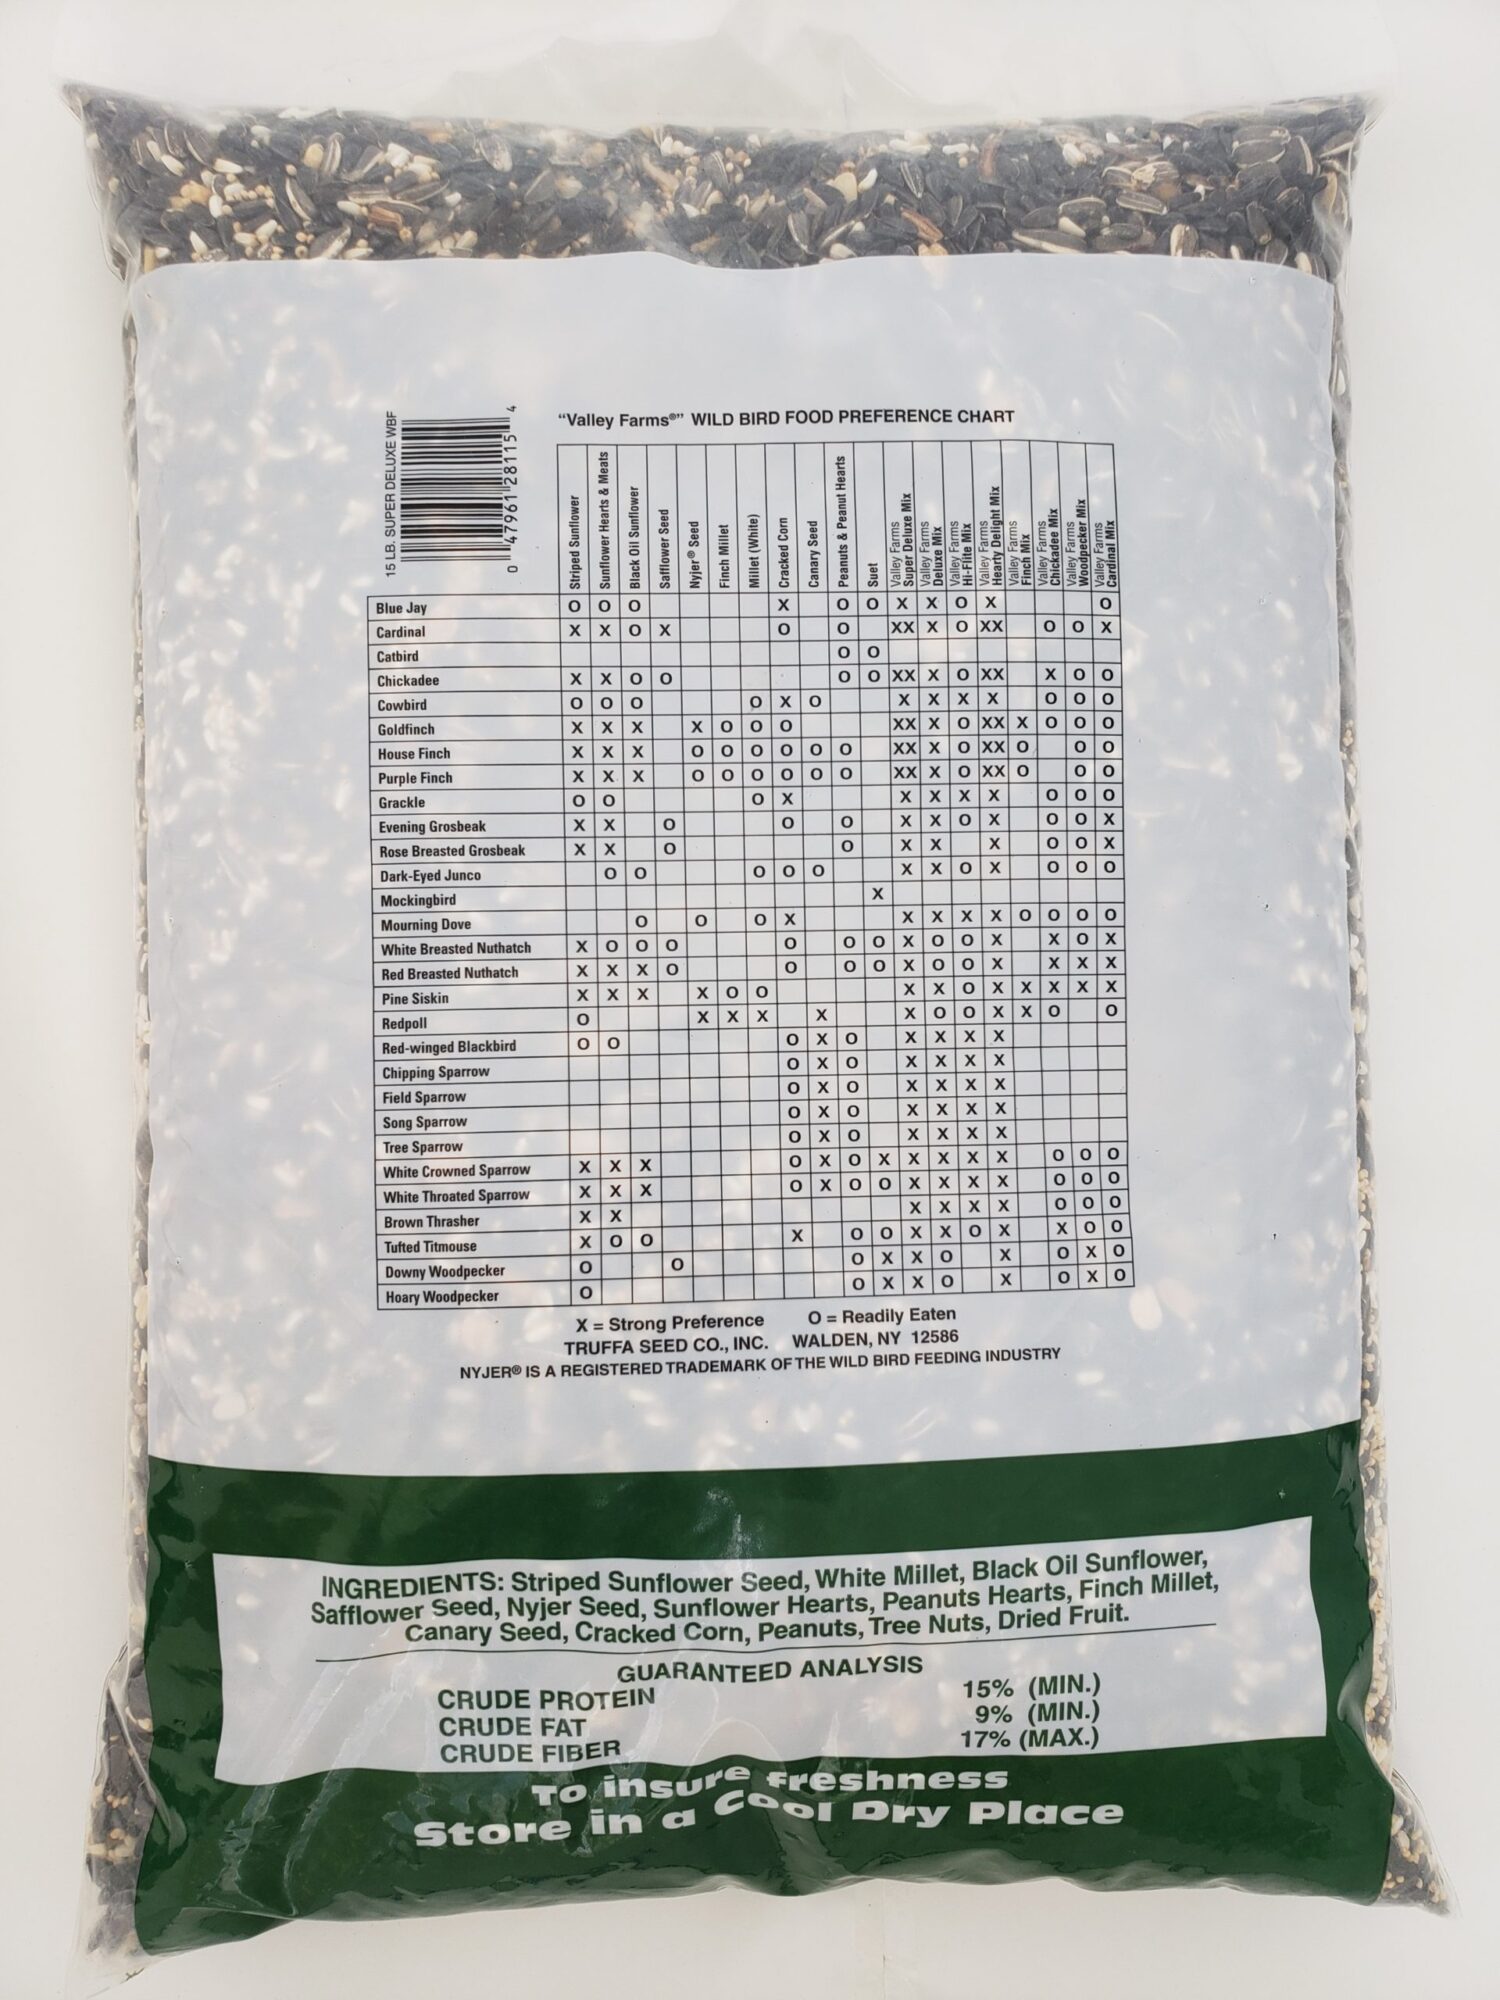 15 LB. SUPER DELUXE WBF
0 47961 28115 4
“Valley Farms®” WILD BIRD FOOD PREFERENCE CHART
Striped Sunflower
Sunflower Hearts & Meats
Black Oil Sunflower
Safflower Seed
Nyjer® Seed
Finch Millet
Millet (White)
Cracked Corn
Canary Seed
Peanuts & Peanut Hearts
Suet
Valley Farms
Super Deluxe Mix
Valley Farms
Deluxe Mix
Valley Farms
Hi-Flite Mix
Valley Farms
Hearty Delight Mix
Valley Farms
Finch Mix
Valley Farms
Chickadee Mix
Valley Farms
Woodpecker Mix
Valley Farms
Cardinal Mix
Blue Jay O O O X O O X X O X O
Cardinal X X O X O O XX X O XX O O X
Catbird O O
Chickadee X X O O O O XX X O XX X O O
Cowbird O O O O X O X X X X O O O
Goldfinch X X X X O O O XX X O XX X O O O
House Finch X X X O O O O O O XX X O XX O O O
Purple Finch X X X O O O O O O XX X O XX O O O
Grackle O O O X X X X X O O O
Evening Grosbeak X X O O O X X O X O O X
Rose Breasted Grosbeak X X O O X X X O O X
Dark-Eyed Junco O O O O O X X O X O O O
Mockingbird X
Mourning Dove O O O X X X X X O O O O
White Breasted Nuthatch X O O O O O O X O O X X O X
Red Breasted Nuthatch X X X O O O O X O O X X X X
Pine Siskin X X X X O O X X O X X X X X
Redpoll O X X X X X O O X X O O
Red-winged Blackbird O O O X O X X X X
Chipping Sparrow O X O X X X X
Field Sparrow O X O X X X X
Song Sparrow O X O X X X X
Tree Sparrow O X O X X X X
White Crowned Sparrow X X X O X O X X X X X O O O
White Throated Sparrow X X X O X O O X X X X O O O
Brown Thrasher X X X X X X O O O
Tufted Titmouse X O O X O O X X O X X O O
Downy Woodpecker O O O X X O X O X O
Hoary Woodpecker O O X X O X O X O
X = Strong Preference O = Readily Eaten
TRUFFA SEED CO., INC. WALDEN, NY 12586
NYJER® IS A REGISTERED TRADEMARK OF THE WILD BIRD FEEDING INDUSTRY
INGREDIENTS: Striped Sunflower Seed, White Millet, Black Oil Sunflower,
Safflower Seed, Nyjer Seed, Sunflower Hearts, Peanuts Hearts, Finch Millet,
Canary Seed, Cracked Corn, Peanuts, Tree Nuts, Dried Fruit.
GUARANTEED ANALYSIS
CRUDE PROTEIN 15% (MIN.)
CRUDE FAT 9% (MIN.)
CRUDE FIBER 17% (MAX.)
To insure freshness
Store in a Cool Dry Place